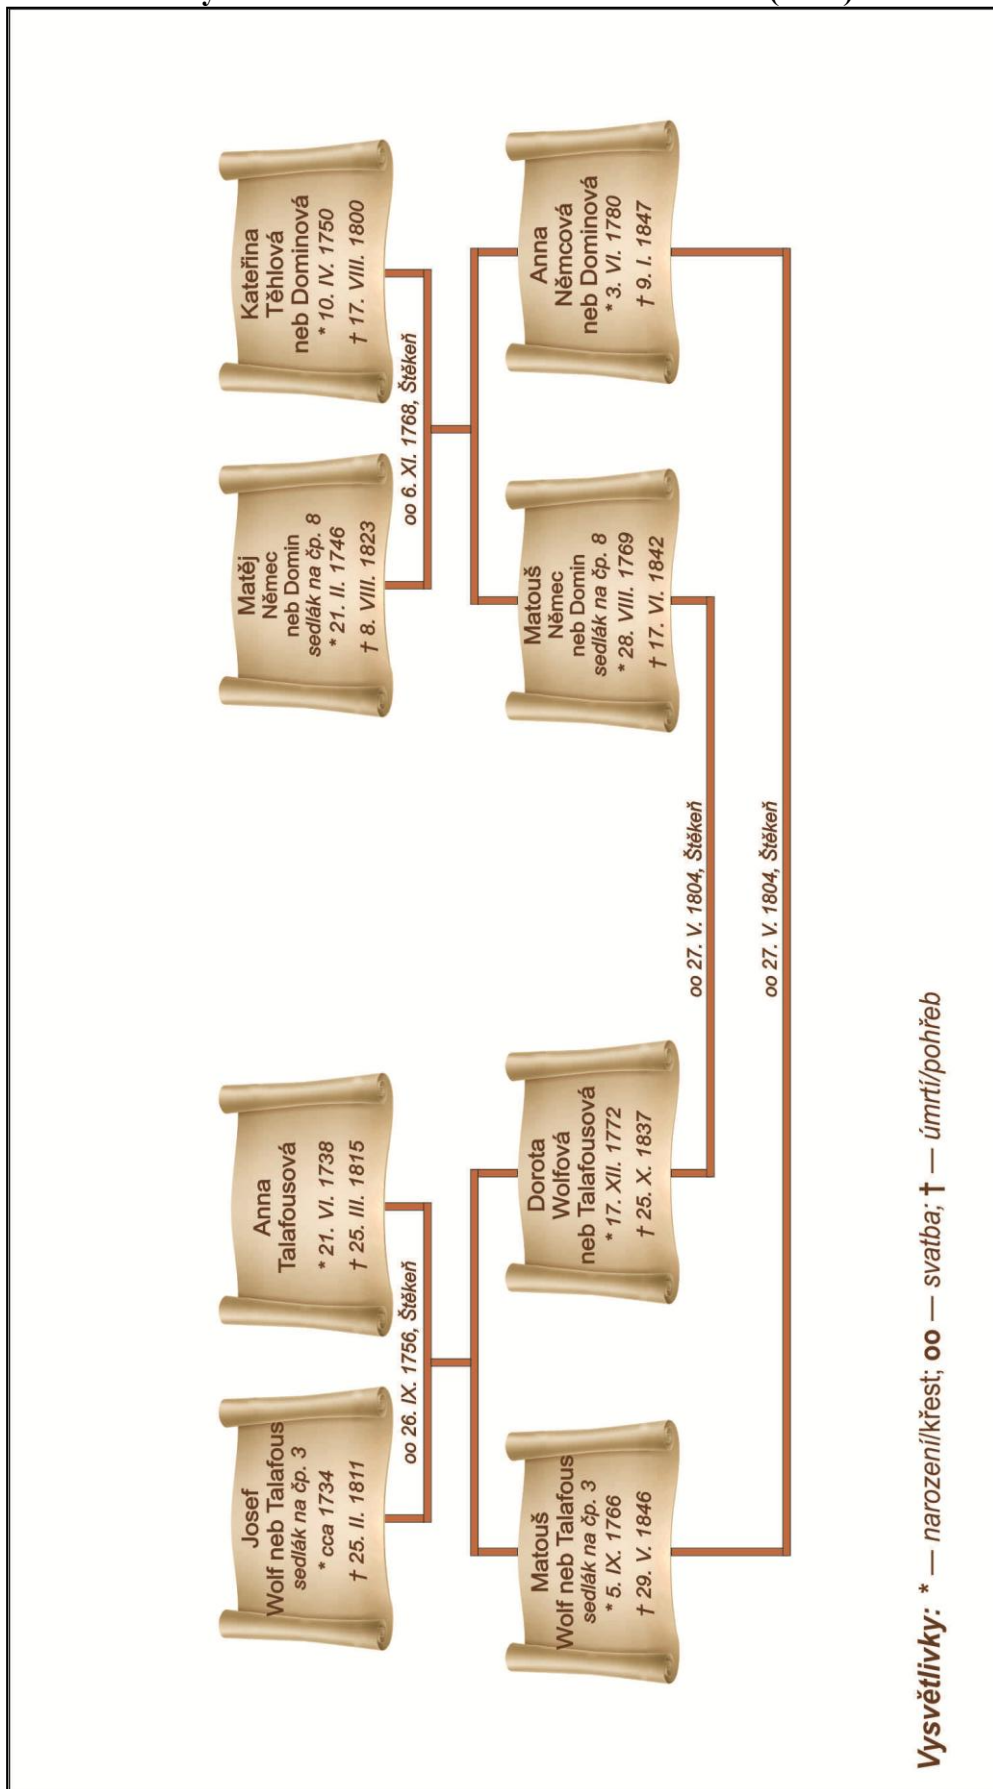 Josef
Wolf neb Talafous
sedlák na čp. 3
* cca 1734
† 25. II. 1811
Anna
Talafousová
* 21. VI. 1738
† 25. III. 1815
Matěj
Němec
neb Domin
sedlák na čp. 8
* 21. II. 1746
† 8. VIII. 1823
Kateřina
Těhlová
neb Dominová
* 10. IV. 1750
† 17. VIII. 1800
oo 26. IX. 1756, Štěkeň
oo 6. XI. 1768, Štěkeň
Matouš
Wolf neb Talafous
sedlák na čp. 3
* 5. IX. 1766
† 29. V. 1846
Dorota
Wolfová
neb Talafousová
* 17. XII. 1772
† 25. X. 1837
Matouš
Němec
neb Domin
sedlák na čp. 8
* 28. VIII. 1769
† 17. VI. 1842
Anna
Němcová
neb Dominová
* 3. VI. 1780
† 9. I. 1847
oo 27. V. 1804, Štěkeň
oo 27. V. 1804, Štěkeň
Vysvětlivky: * — narození/křest; oo — svatba; † — úmrtí/pohřeb